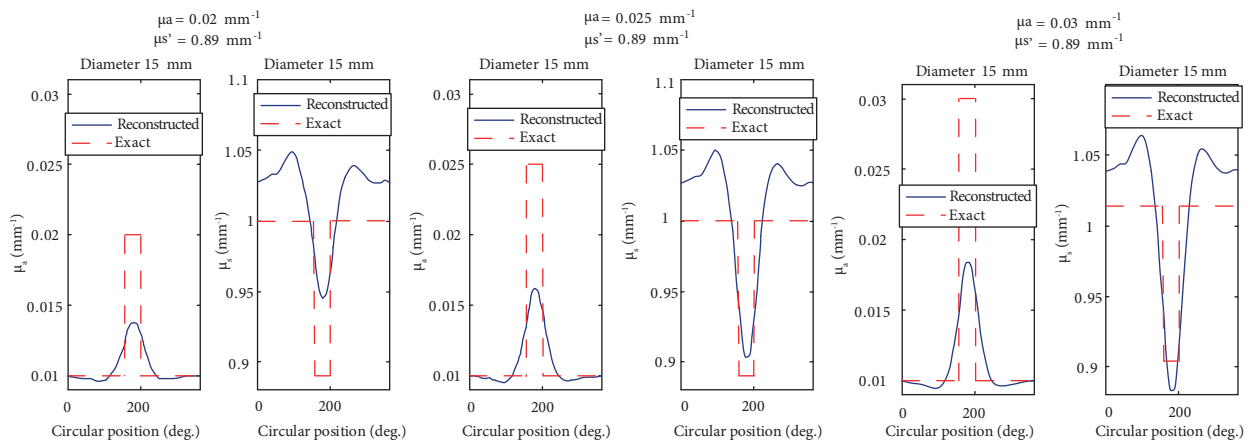 μa = 0.02 mm⁻¹
μs’ = 0.89 mm⁻¹
μa = 0.025 mm⁻¹
μs’ = 0.89 mm⁻¹
μa = 0.03 mm⁻¹
μs’ = 0.89 mm⁻¹
Diameter 15 mm
0.03
0.025
0.02
0.015
0.01
μa (mm⁻¹)
Reconstructed
Exact
0
200
Circular position (deg.)
Diameter 15 mm
1.1
1.05
1
0.95
0.9
μs (mm⁻¹)
Reconstructed
Exact
0
200
Circular position (deg.)
Diameter 15 mm
0.03
0.025
0.02
0.015
0.01
μa (mm⁻¹)
Reconstructed
Exact
0
200
Circular position (deg.)
Diameter 15 mm
1.1
1.05
1
0.95
0.9
μs (mm⁻¹)
Reconstructed
Exact
0
200
Circular position (deg.)
Diameter 15 mm
0.03
0.025
0.02
0.015
0.01
μa (mm⁻¹)
Reconstructed
Exact
0
200
Circular position (deg.)
Diameter 15 mm
1.05
1
0.95
0.9
μs (mm⁻¹)
Reconstructed
Exact
0
200
Circular position (deg.)